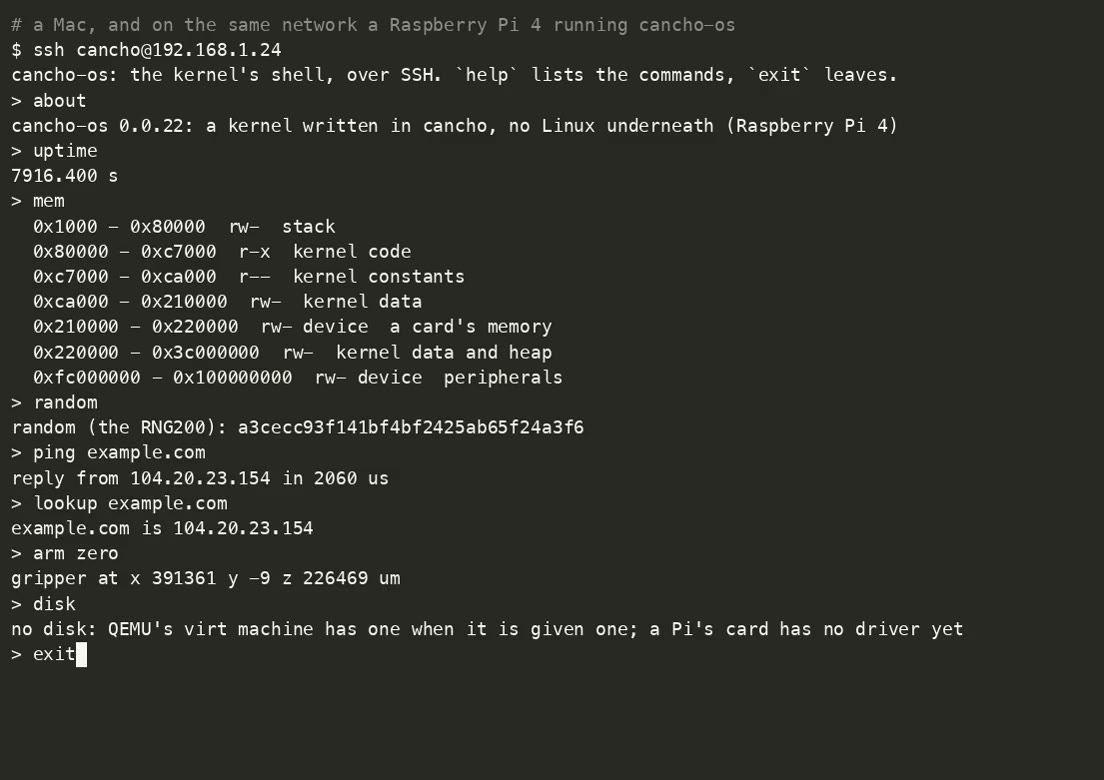 # a Mac, and on the same network a Raspberry Pi 4 running cancho-os
$ ssh cancho@192.168.1.24
cancho-os: the kernel's shell, over SSH. `help` lists the commands, `exit` leaves.
> about
cancho-os 0.0.22: a kernel written in cancho, no Linux underneath (Raspberry Pi 4)
> uptime
7916.400 s
> mem
  0x1000 - 0x80000  rw-  stack
  0x80000 - 0xc7000  r-x  kernel code
  0xc7000 - 0xca000  r--  kernel constants
  0xca000 - 0x210000  rw-  kernel data
  0x210000 - 0x220000  rw- device  a card's memory
  0x220000 - 0x3c000000  rw-  kernel data and heap
  0xfc000000 - 0x100000000  rw- device  peripherals
> random
random (the RNG200): a3cecc93f141bf4bf2425ab65f24a3f6
> ping example.com
reply from 104.20.23.154 in 2060 us
> lookup example.com
example.com is 104.20.23.154
> arm zero
gripper at x 391361 y -9 z 226469 um
> disk
no disk: QEMU's virt machine has one when it is given one; a Pi's card has no driver yet
> exit